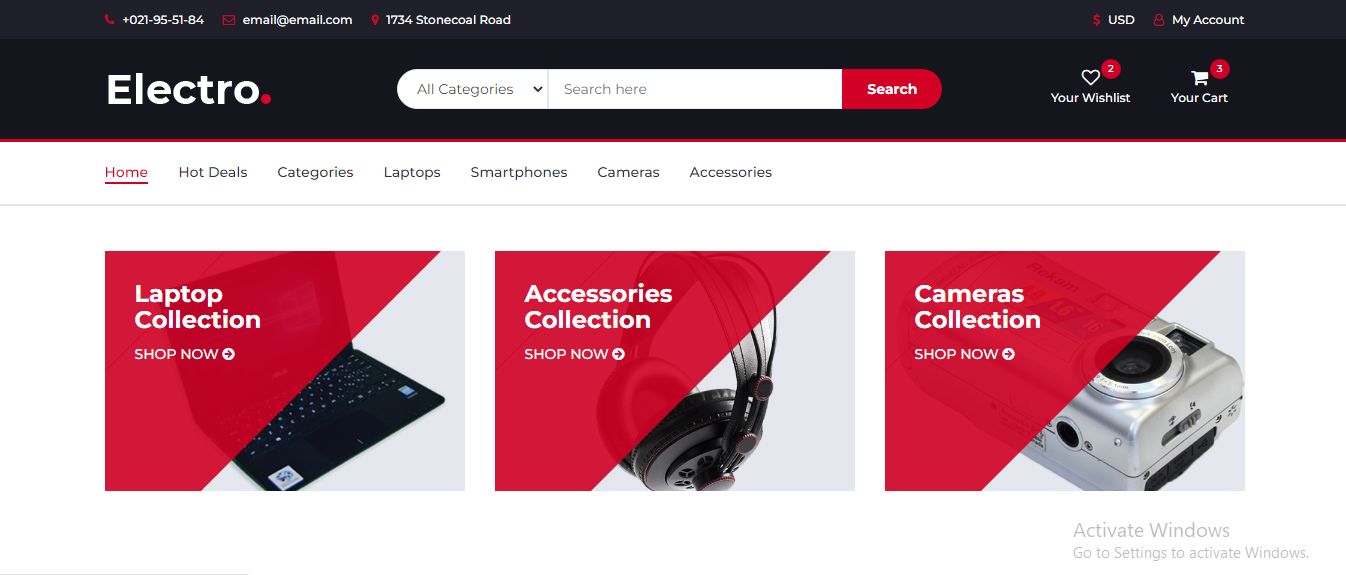 +021-95-51-84 email@email.com 1734 Stonecoal Road $ USD My Account
Electro.
All Categories Search here Search
2 3
Your Wishlist Your Cart
Home Hot Deals Categories Laptops Smartphones Cameras Accessories
Laptop
Collection
SHOP NOW
Accessories
Collection
SHOP NOW
Cameras
Collection
SHOP NOW
Rekam
Activate Windows
Go to Settings to activate Windows.